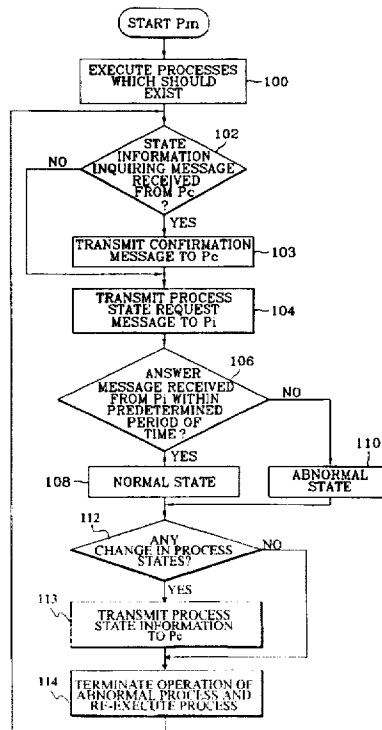 START Pm
EXECUTE PROCESSES
WHICH SHOULD
EXIST
100
102
STATE
INFORMATION
INQUIRING MESSAGE
RECEIVED
FROM Pc
?
NO
YES
TRANSMIT CONFIRMATION
MESSAGE TO Pc
103
TRANSMIT PROCESS
STATE REQUEST
MESSAGE TO Pi
104
106
ANSWER
MESSAGE RECEIVED
FROM Pi WITHIN
PREDETERMINED
PERIOD OF
TIME?
NO
YES
110
108
NORMAL STATE
ABNORMAL
STATE
112
ANY
CHANGE IN PROCESS
STATES?
NO
YES
113
TRANSMIT PROCESS
STATE INFORMATION
TO Pc
114
TERMINATE OPERATION OF
ABNORMAL PROCESS AND
RE-EXECUTE PROCESS